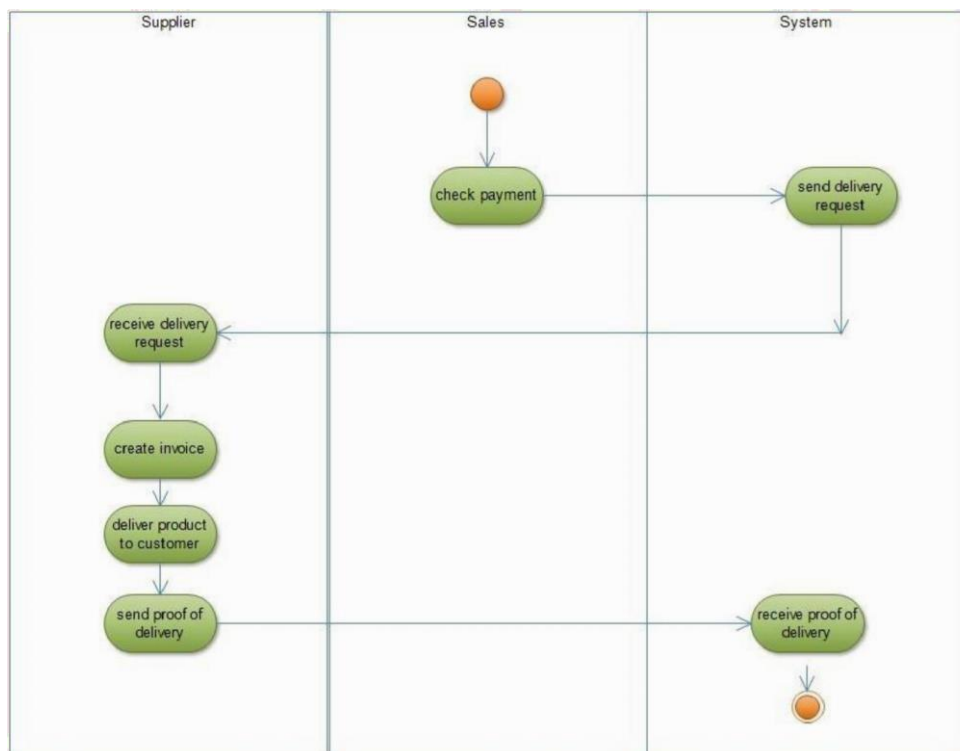 Supplier
Sales
System
check payment
send delivery
request
receive delivery
request
create invoice
deliver product
to customer
send proof of
delivery
receive proof of
delivery